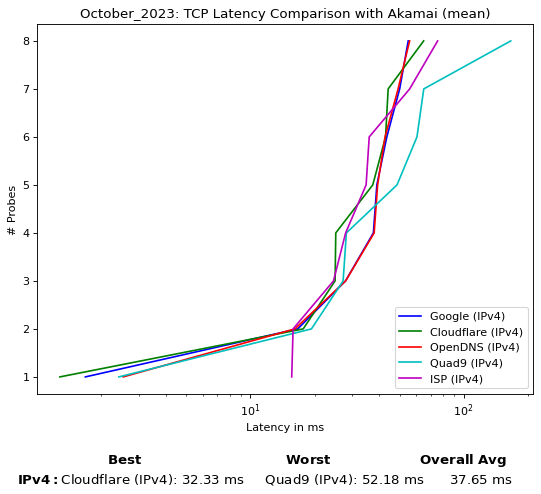 October_2023: TCP Latency Comparison with Akamai (mean)
8
7
6
5
4
3
2
1
# Probes
Google (IPv4)
Cloudflare (IPv4)
OpenDNS (IPv4)
Quad9 (IPv4)
ISP (IPv4)
10^1
10^2
Latency in ms
Best Worst Overall Avg
IPv4: Cloudflare (IPv4): 32.33 ms Quad9 (IPv4): 52.18 ms 37.65 ms